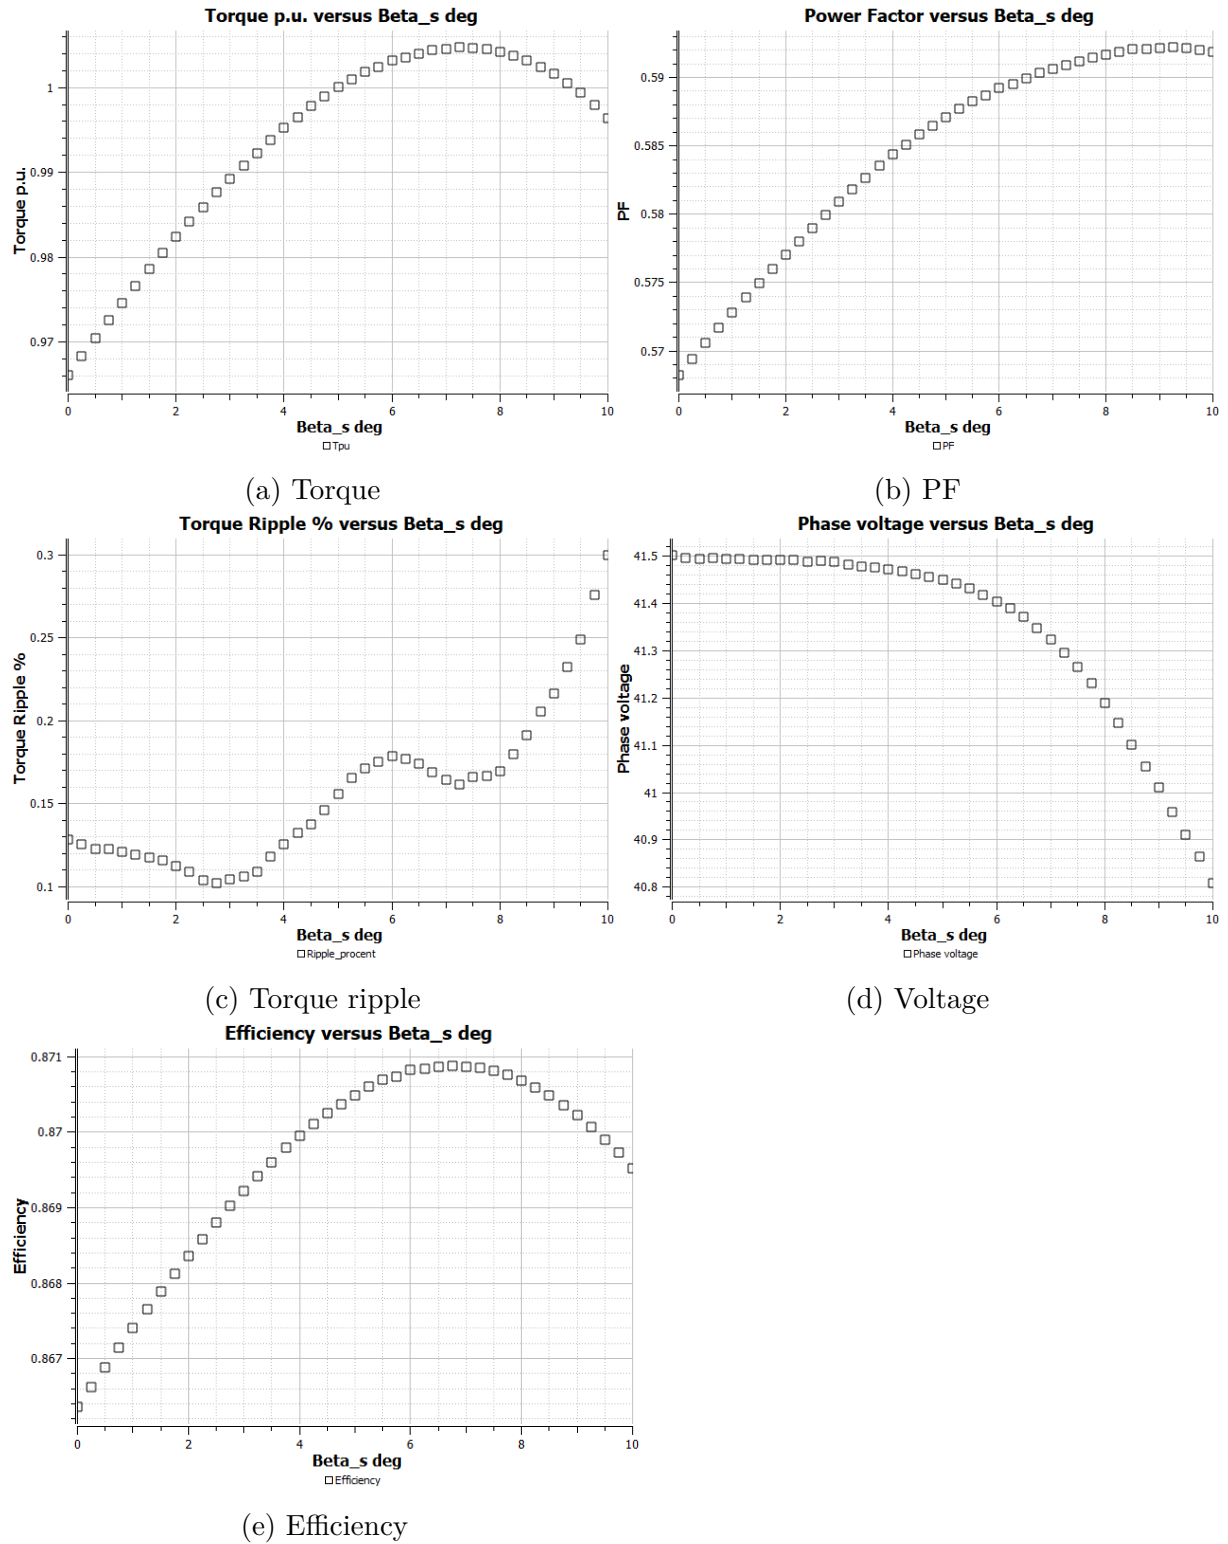 Torque p.u. versus Beta_s deg
Torque p.u.
1
0.99
0.98
0.97
0 2 4 6 8 10
Beta_s deg
Tpu
(a) Torque
Power Factor versus Beta_s deg
PF
0.59
0.585
0.58
0.575
0.57
0 2 4 6 8 10
Beta_s deg
PF
(b) PF
Torque Ripple % versus Beta_s deg
Torque Ripple %
0.3
0.25
0.2
0.15
0.1
0 2 4 6 8 10
Beta_s deg
Ripple_procent
(c) Torque ripple
Phase voltage versus Beta_s deg
Phase voltage
41.5
41.4
41.3
41.2
41.1
41
40.9
40.8
0 2 4 6 8 10
Beta_s deg
Phase voltage
(d) Voltage
Efficiency versus Beta_s deg
Efficiency
0.871
0.87
0.869
0.868
0.867
0 2 4 6 8 10
Beta_s deg
Efficiency
(e) Efficiency